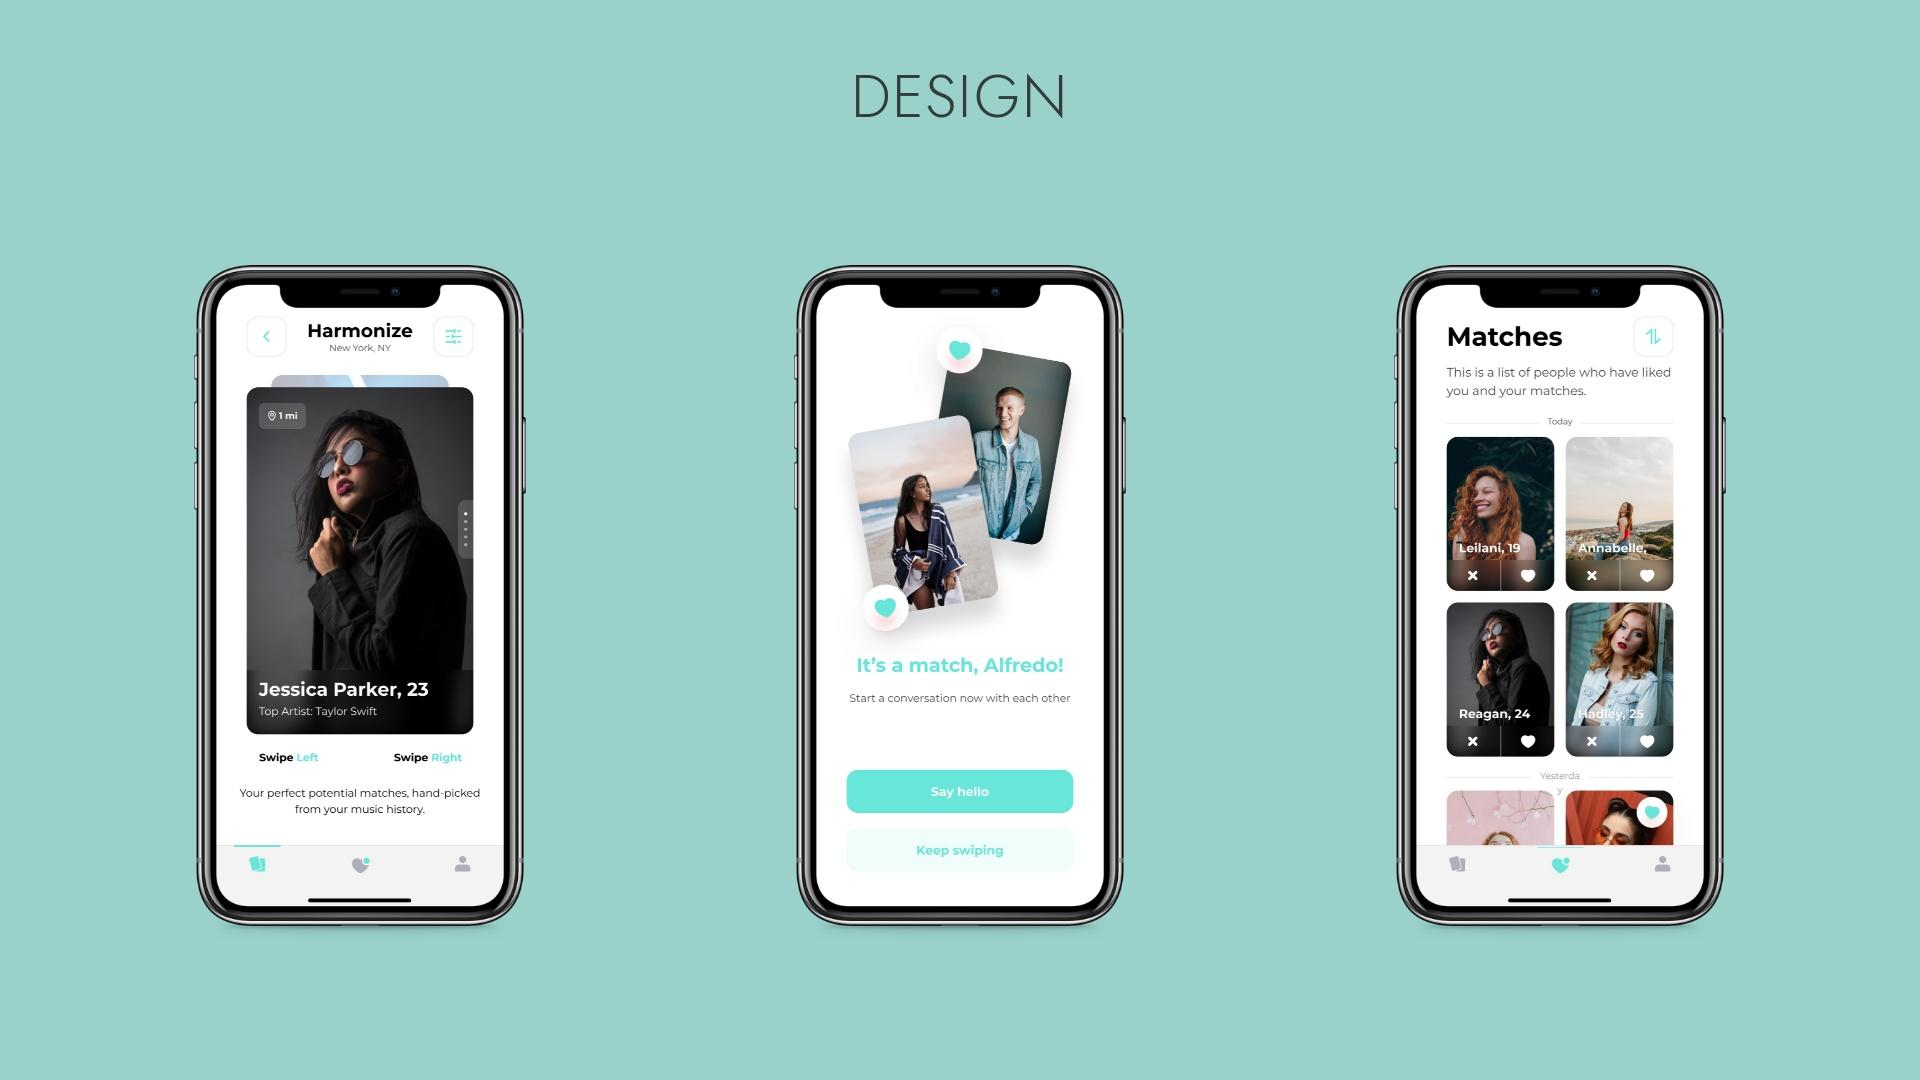 DESIGN
Harmonize
New York, NY
1 mi
Jessica Parker, 23
Top Artist: Taylor Swift
Swipe Left
Swipe Right
Your perfect potential matches, hand-picked
from your music history.
It's a match, Alfredo!
Start a conversation now with each other
Say hello
Keep swiping
Matches
This is a list of people who have liked
you and your matches.
Today
Leilani, 19
Annabelle,
Reagan, 24
Hadley, 25
Yesterda
y